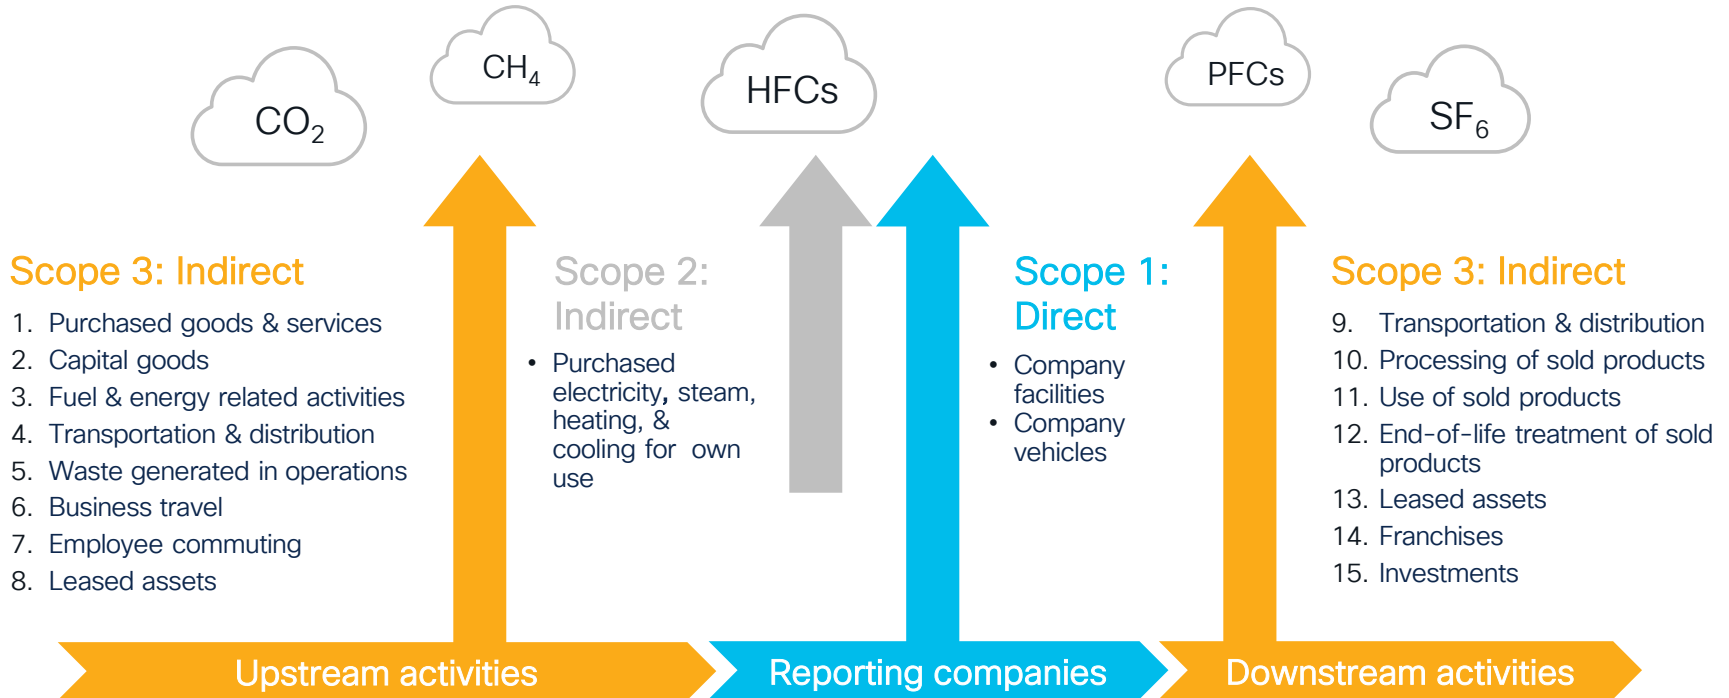 CO₂
CH₄
HFCs
PFCs
SF₆
Scope 3: Indirect
1. Purchased goods & services
2. Capital goods
3. Fuel & energy related activities
4. Transportation & distribution
5. Waste generated in operations
6. Business travel
7. Employee commuting
8. Leased assets
Scope 2:
Indirect
• Purchased
electricity, steam,
heating, &
cooling for own
use
Scope 1:
Direct
• Company
facilities
• Company
vehicles
Scope 3: Indirect
9. Transportation & distribution
10. Processing of sold products
11. Use of sold products
12. End-of-life treatment of sold
products
13. Leased assets
14. Franchises
15. Investments
Upstream activities
Reporting companies
Downstream activities